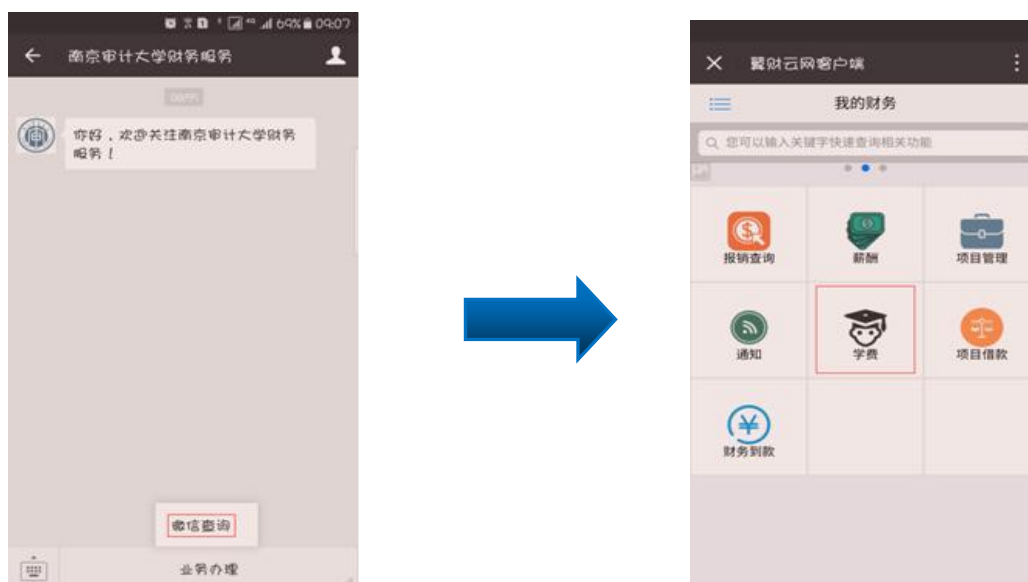 69% 09:07
南京审计大学财务服务
你好，欢迎关注南京审计大学财务
服务！
微信查询
业务办理
翼财云网客户端
我的财务
您可以输入关键字快速查询相关功能
报销查询
薪酬
项目管理
通知
学费
项目借款
财务到款